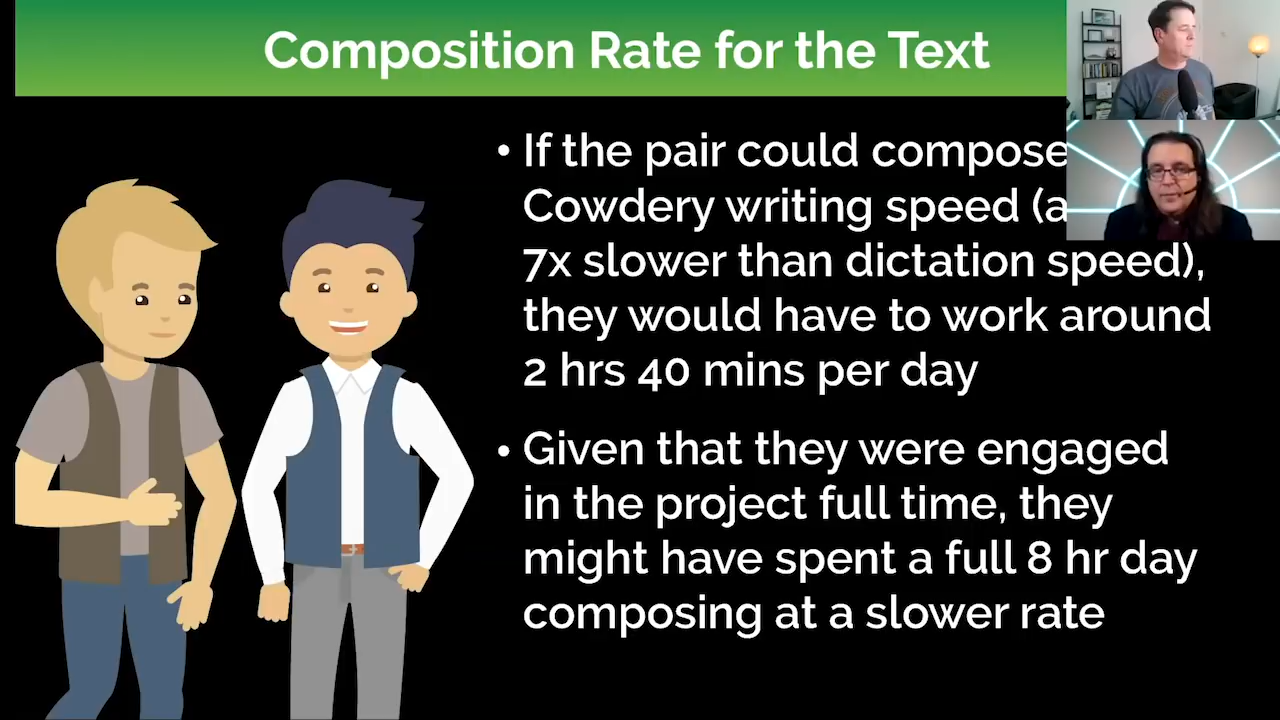 Composition Rate for the Text
• If the pair could compose
Cowdery writing speed (a
7x slower than dictation speed),
they would have to work around
2 hrs 40 mins per day
• Given that they were engaged
in the project full time, they
might have spent a full 8 hr day
composing at a slower rate